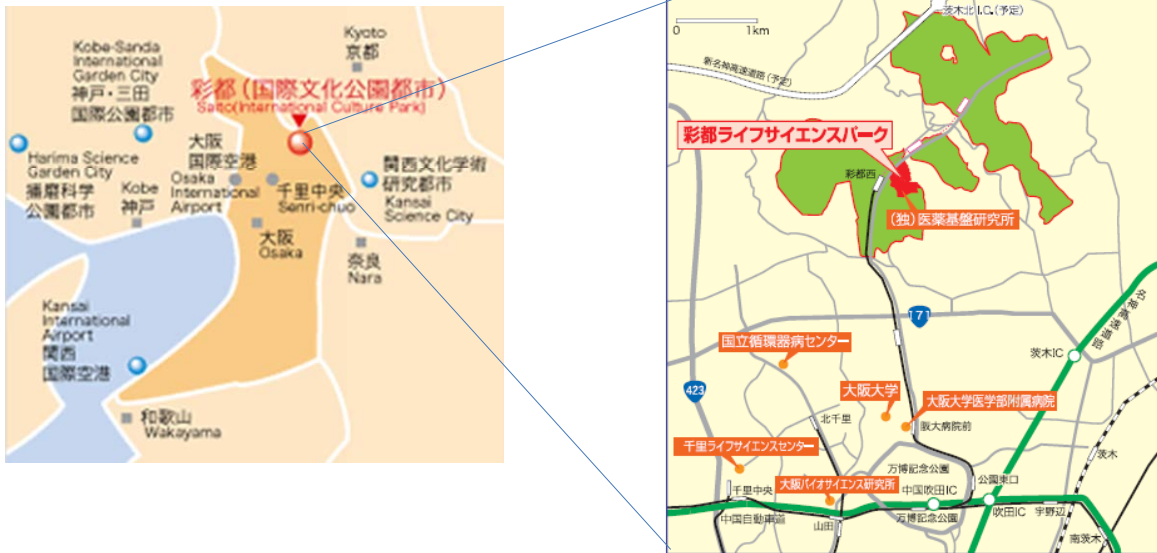 Kobe-Sanda
International
Garden City
神戸・三田
国際公園都市
Kyoto
京都
彩都(国際文化公園都市)
Saito(International Culture Park)
Harima Science
Garden City
播磨科学
公園都市
Kobe
神戸
大阪
国際空港
Osaka
International
Airport
千里中央
Senri-chuo
関西文化学術
研究都市
Kansai
Science City
大阪
Osaka
奈良
Nara
Kansai
International
Airport
関西
国際空港
和歌山
Wakayama
0
1km
茨木北I.C.(予定)
新名神高速道路(予定)
彩都ライフサイエンスパーク
彩都西
(独)医薬基盤研究所
171
名神高速道路
国立循環器病センター
茨木IC
423
大阪大学
大阪大学医学部附属病院
北千里
阪大病院前
千里ライフサイエンスセンター
万博記念公園
茨木
千里中央
大阪バイオサイエンス研究所
中国吹田IC
公園東口
中国自動車道
山田
万博記念公園
吹田IC
宇野辺
南茨木